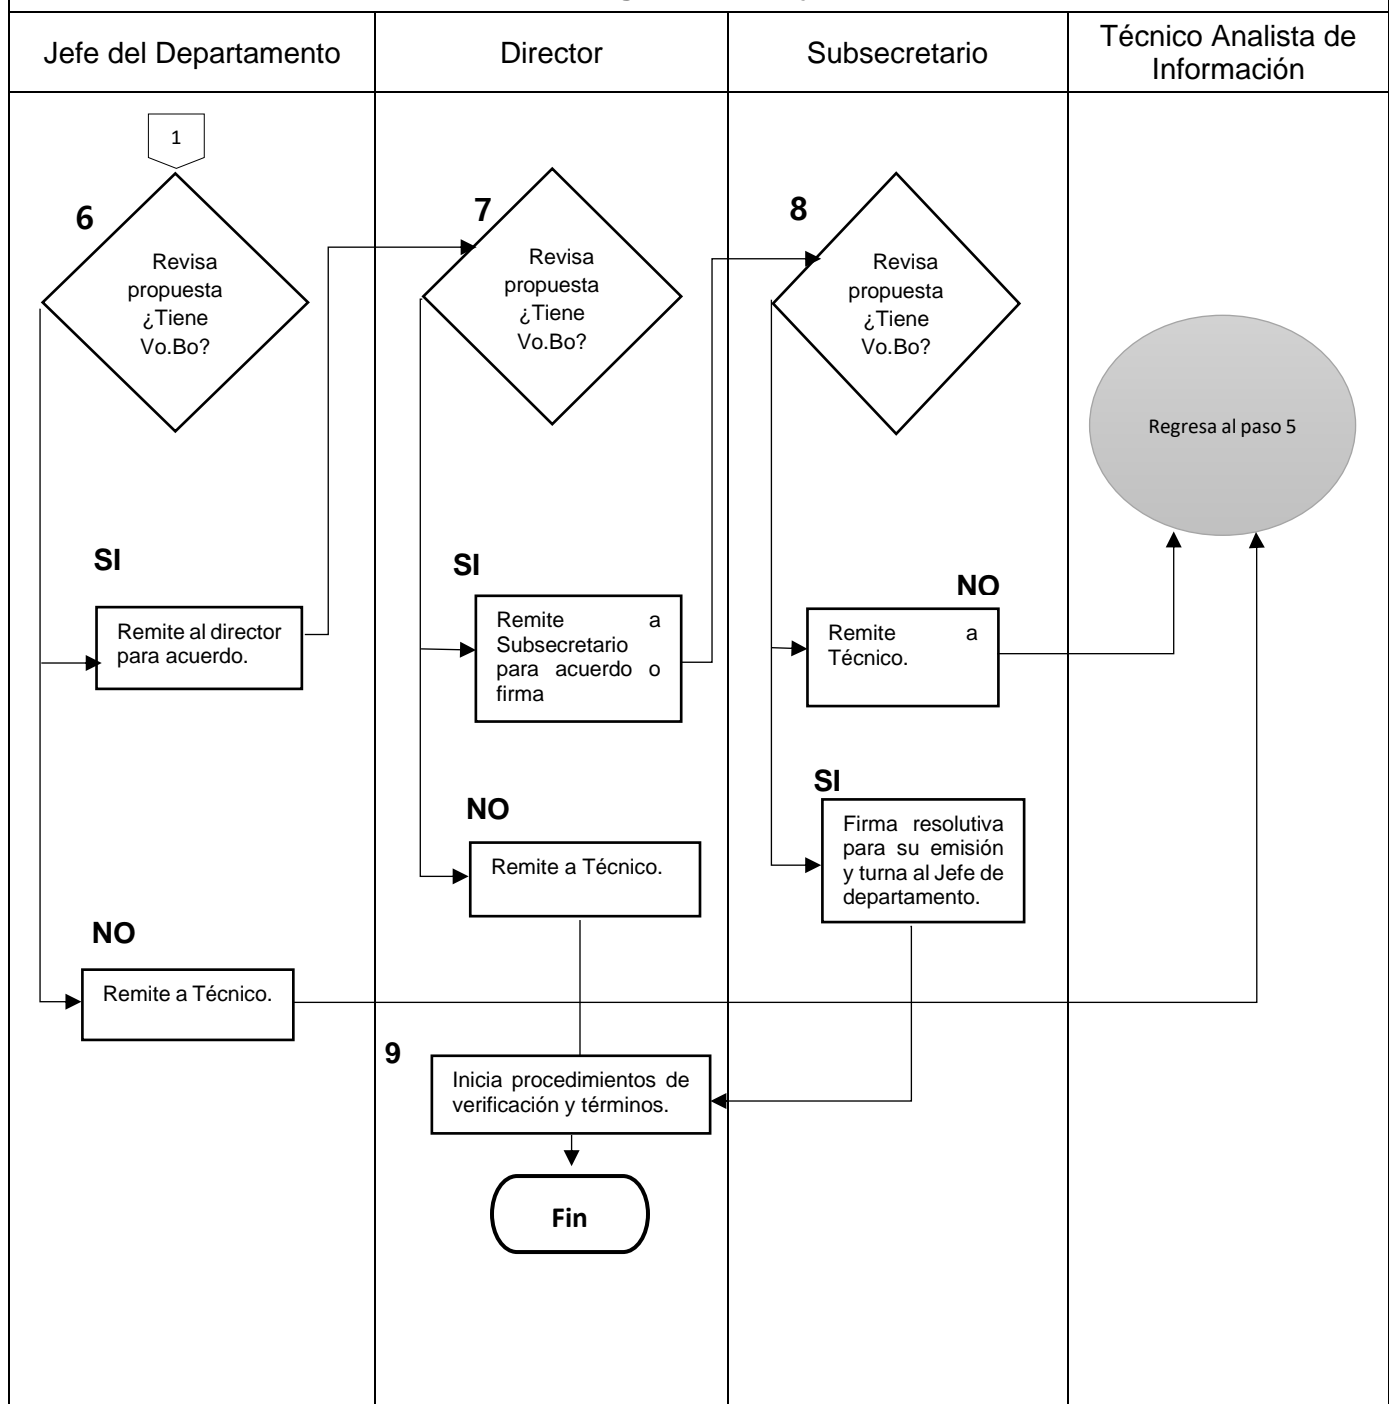 Jefe del Departamento
Director
Subsecretario
Técnico Analista de
Información
1
6
Revisa
propuesta
¿Tiene
Vo.Bo?
7
Revisa
propuesta
¿Tiene
Vo.Bo?
8
Revisa
propuesta
¿Tiene
Vo.Bo?
Regresa al paso 5
SI
Remite al director
para acuerdo.
SI
Remite a
Subsecretario
para acuerdo o
firma
NO
Remite a
Técnico.
SI
Firma resolutiva
para su emisión
y turna al Jefe de
departamento.
NO
Remite a Técnico.
NO
Remite a Técnico.
9
Inicia procedimientos de
verificación y términos.
Fin